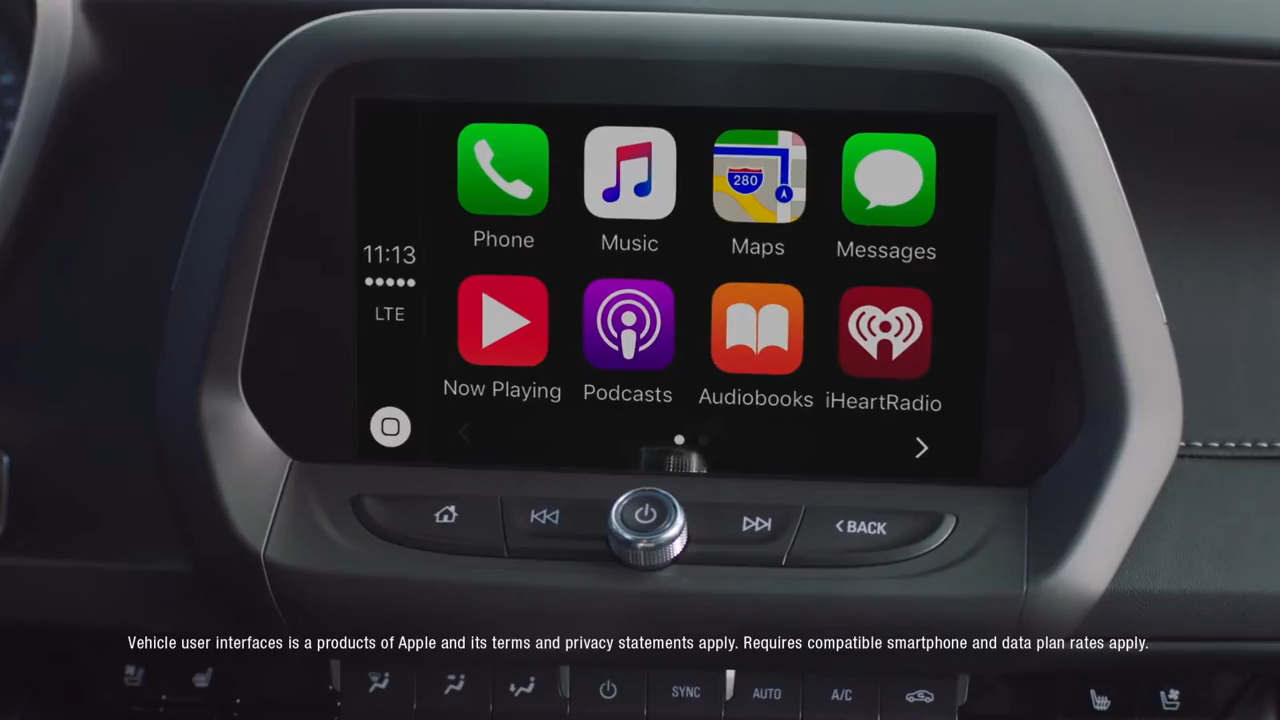 280
Phone Music Maps Messages
11:13
LTE
Now Playing Podcasts Audiobooks iHeartRadio
BACK
Vehicle user interfaces is a products of Apple and its terms and privacy statements apply. Requires compatible smartphone and data plan rates apply.
SYNC AUTO A/C